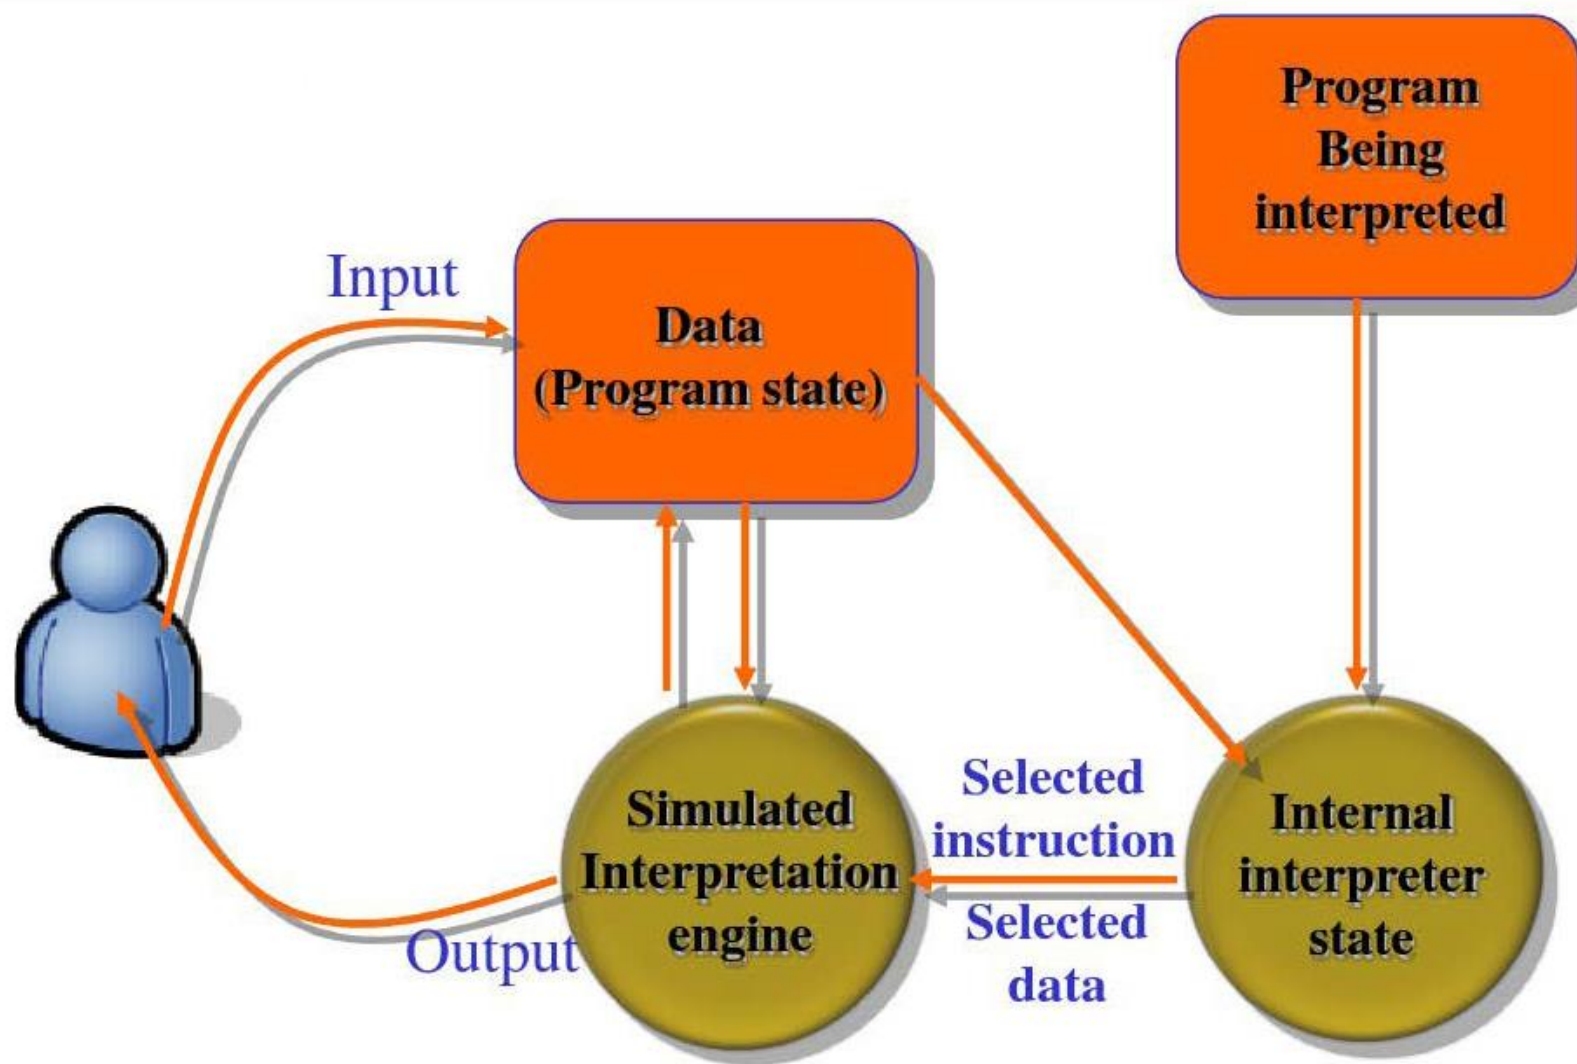 Program
Being
interpreted
Input
Data
(Program state)
Simulated
Interpretation
engine
Selected
instruction
Selected
data
Internal
interpreter
state
Output